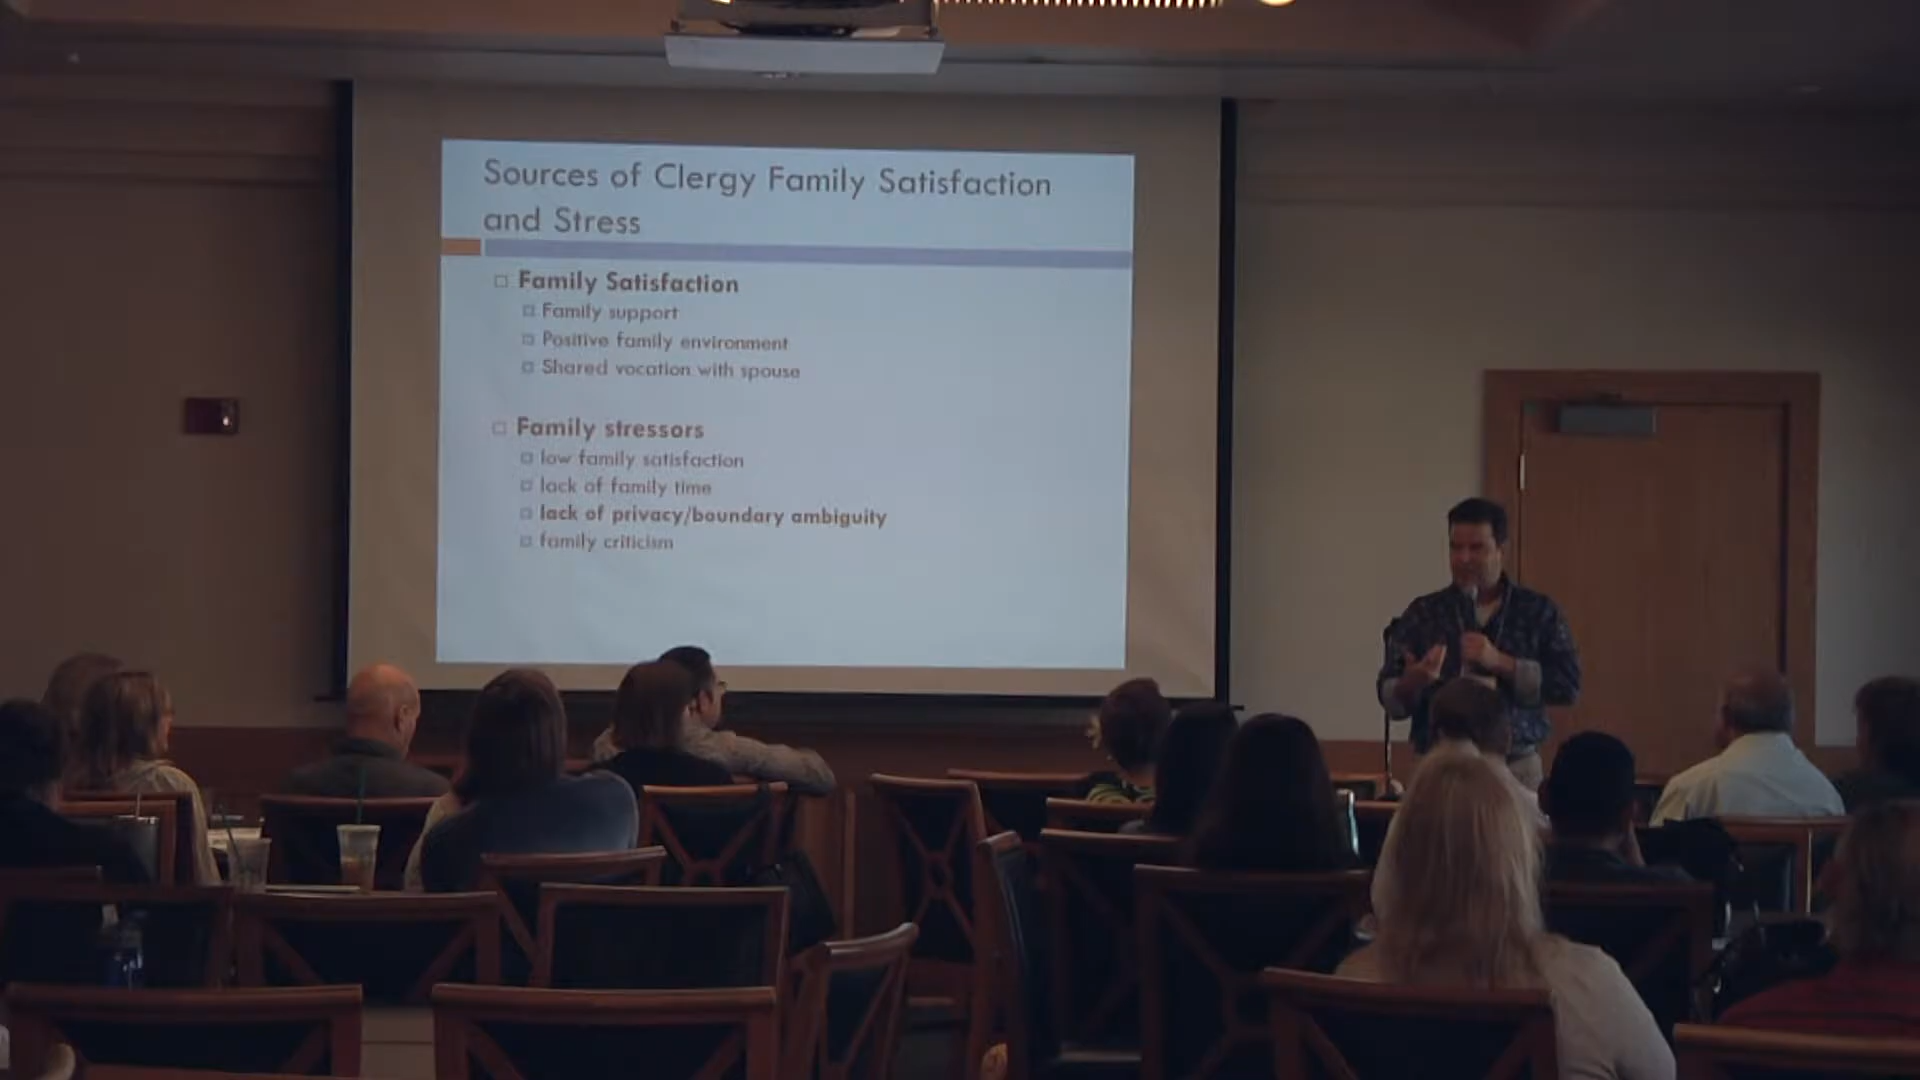 Sources of Clergy Family Satisfaction
and Stress
Family Satisfaction
Family support
Positive family environment
Shared vocation with spouse
Family stressors
low family satisfaction
lack of family time
lack of privacy/boundary ambiguity
family criticism